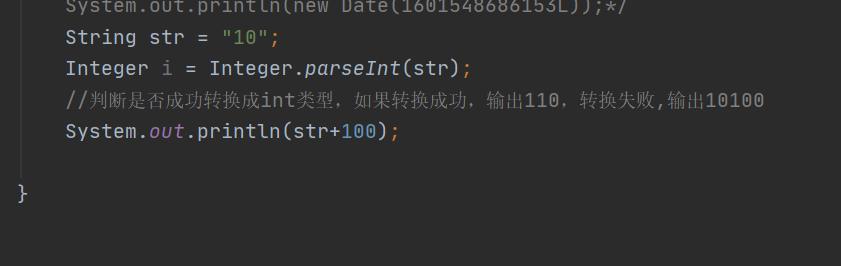 System.out.println(new Date(1601548686153L));*/
String str = "10";
Integer i = Integer.parseInt(str);
//判断是否成功转换成int类型，如果转换成功，输出110，转换失败,输出10100
System.out.println(str+100);
}